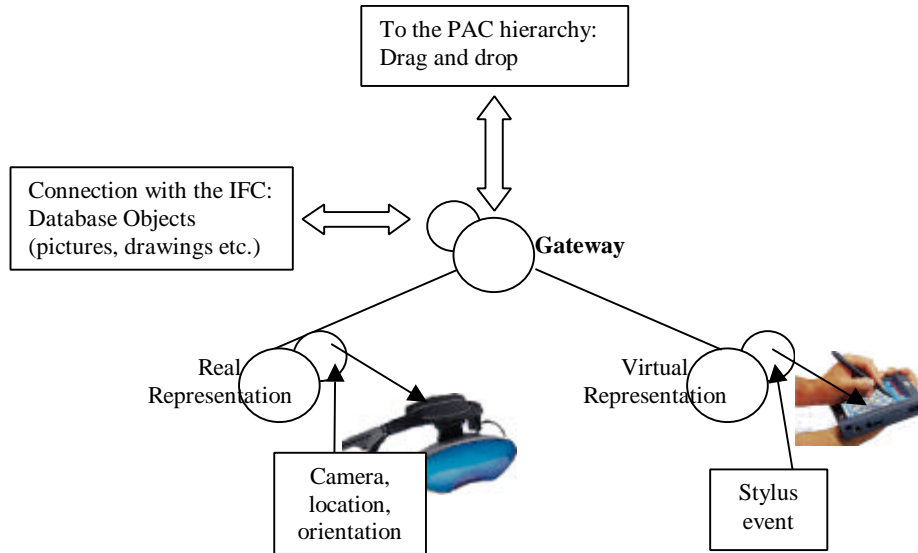 To the PAC hierarchy:
Drag and drop
Connection with the IFC:
Database Objects
(pictures, drawings etc.)
Gateway
Real
Representation
Virtual
Representation
Camera,
location,
orientation
Stylus
event